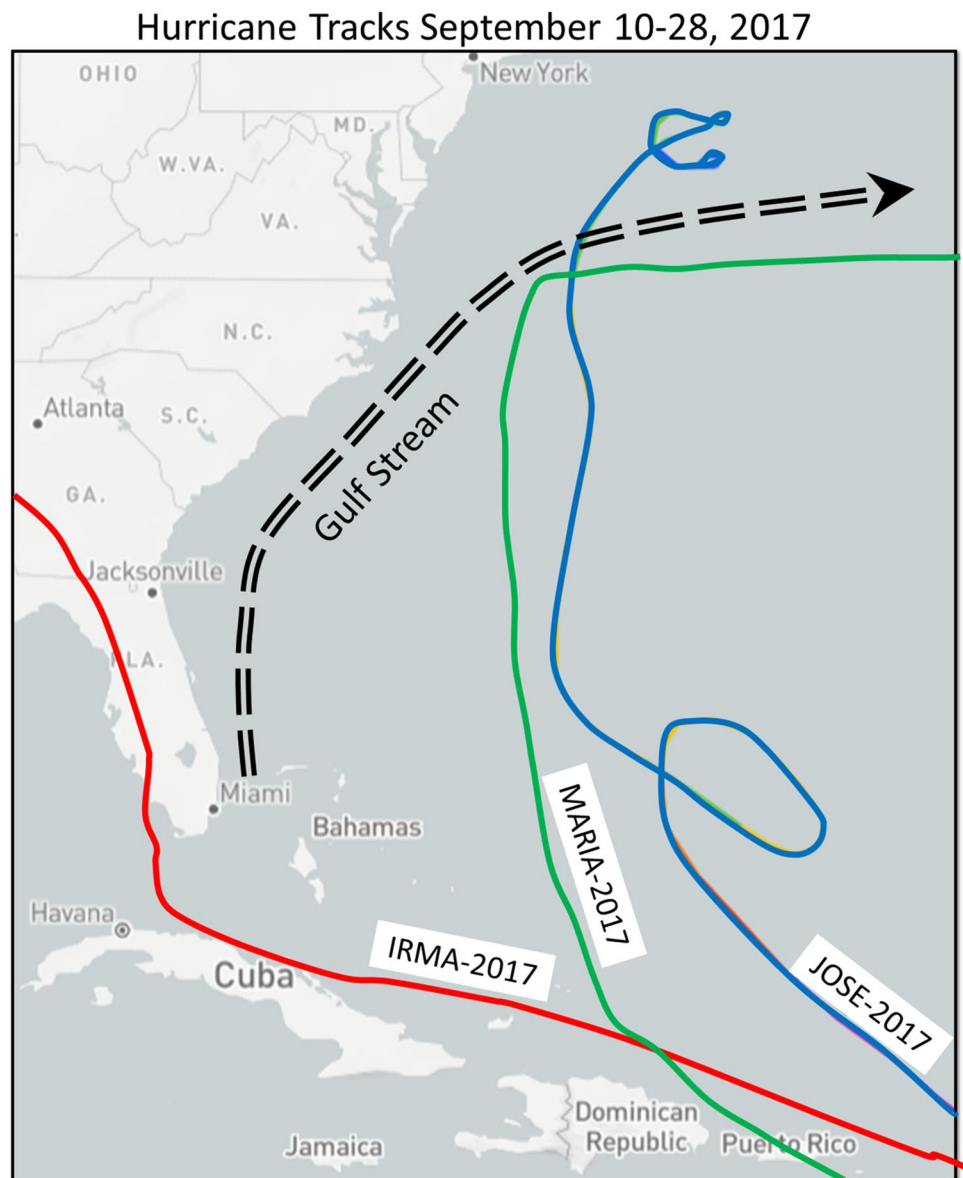 Hurricane Tracks September 10-28, 2017
OHIO
New York
MD.
W.VA.
VA.
N.C.
Atlanta
S.C.
Gulf Stream
GA.
Jacksonville
LA.
Miami
Bahamas
MARIA-2017
Havana
IRMA-2017
Cuba
JOSE-2017
Dominican
Republic
Puerto Rico
Jamaica